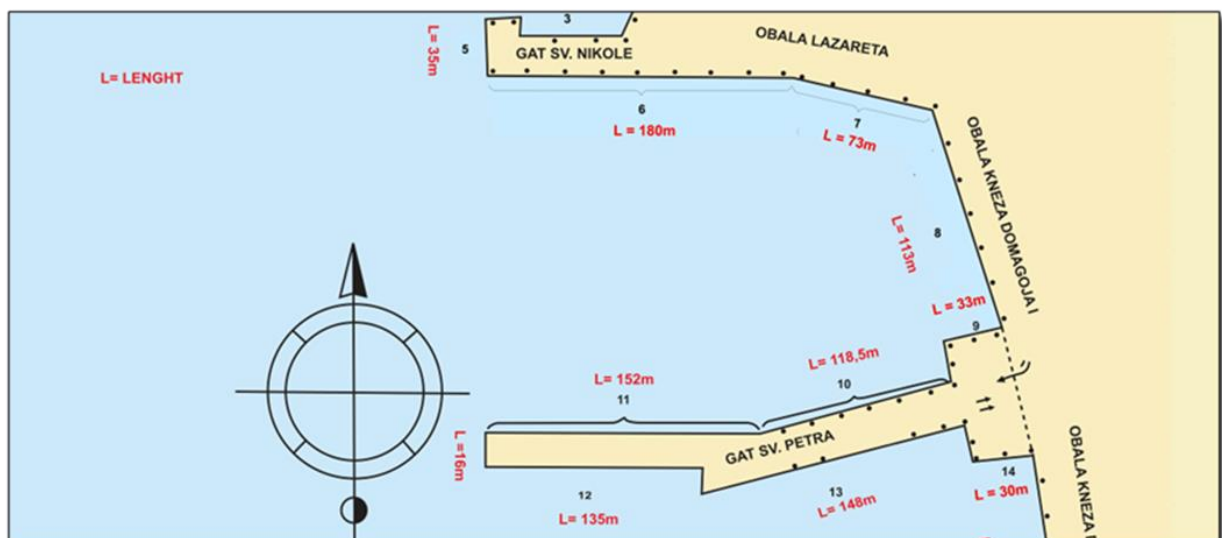 3
OBALA LAZARETA
L= 35m
5
GAT SV. NIKOLE
L= LENGHT
6
L = 180m
7
L = 73m
OBALA KNEZA DOMAGOJA I
8
L= 113m
L = 33m
9
L= 118,5m
10
L= 152m
11
L =16m
GAT SV. PETRA
OBALA KNEZA
12
L= 135m
13
L= 148m
14
L = 30m